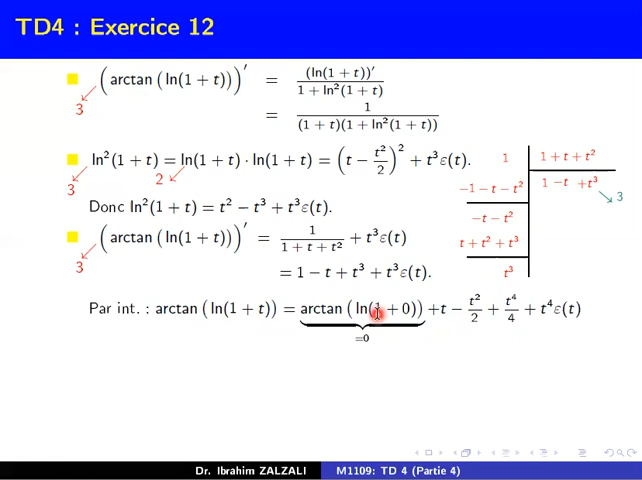 TD4 : Exercice 12
(arctan (ln(1 + t)))′ = (ln(1 + t))′ / (1 + ln²(1 + t))
3
= 1 / ((1 + t)(1 + ln²(1 + t)))
ln²(1 + t) = ln(1 + t) · ln(1 + t) = (t − t²/2)² + t³ε(t).
3
2
Donc ln²(1 + t) = t² − t³ + t³ε(t).
(arctan (ln(1 + t)))′ = 1 / (1 + t + t²) + t³ε(t)
3
= 1 − t + t³ + t³ε(t).
1
1 + t + t²
−1 − t − t²
1 − t + t³
3
−t − t²
t + t² + t³
t³
Par int. : arctan (ln(1 + t)) = arctan (ln(1 + 0)) + t − t²/2 + t⁴/4 + t⁴ε(t)
=0
Dr. Ibrahim ZALZALI M1109: TD 4 (Partie 4)